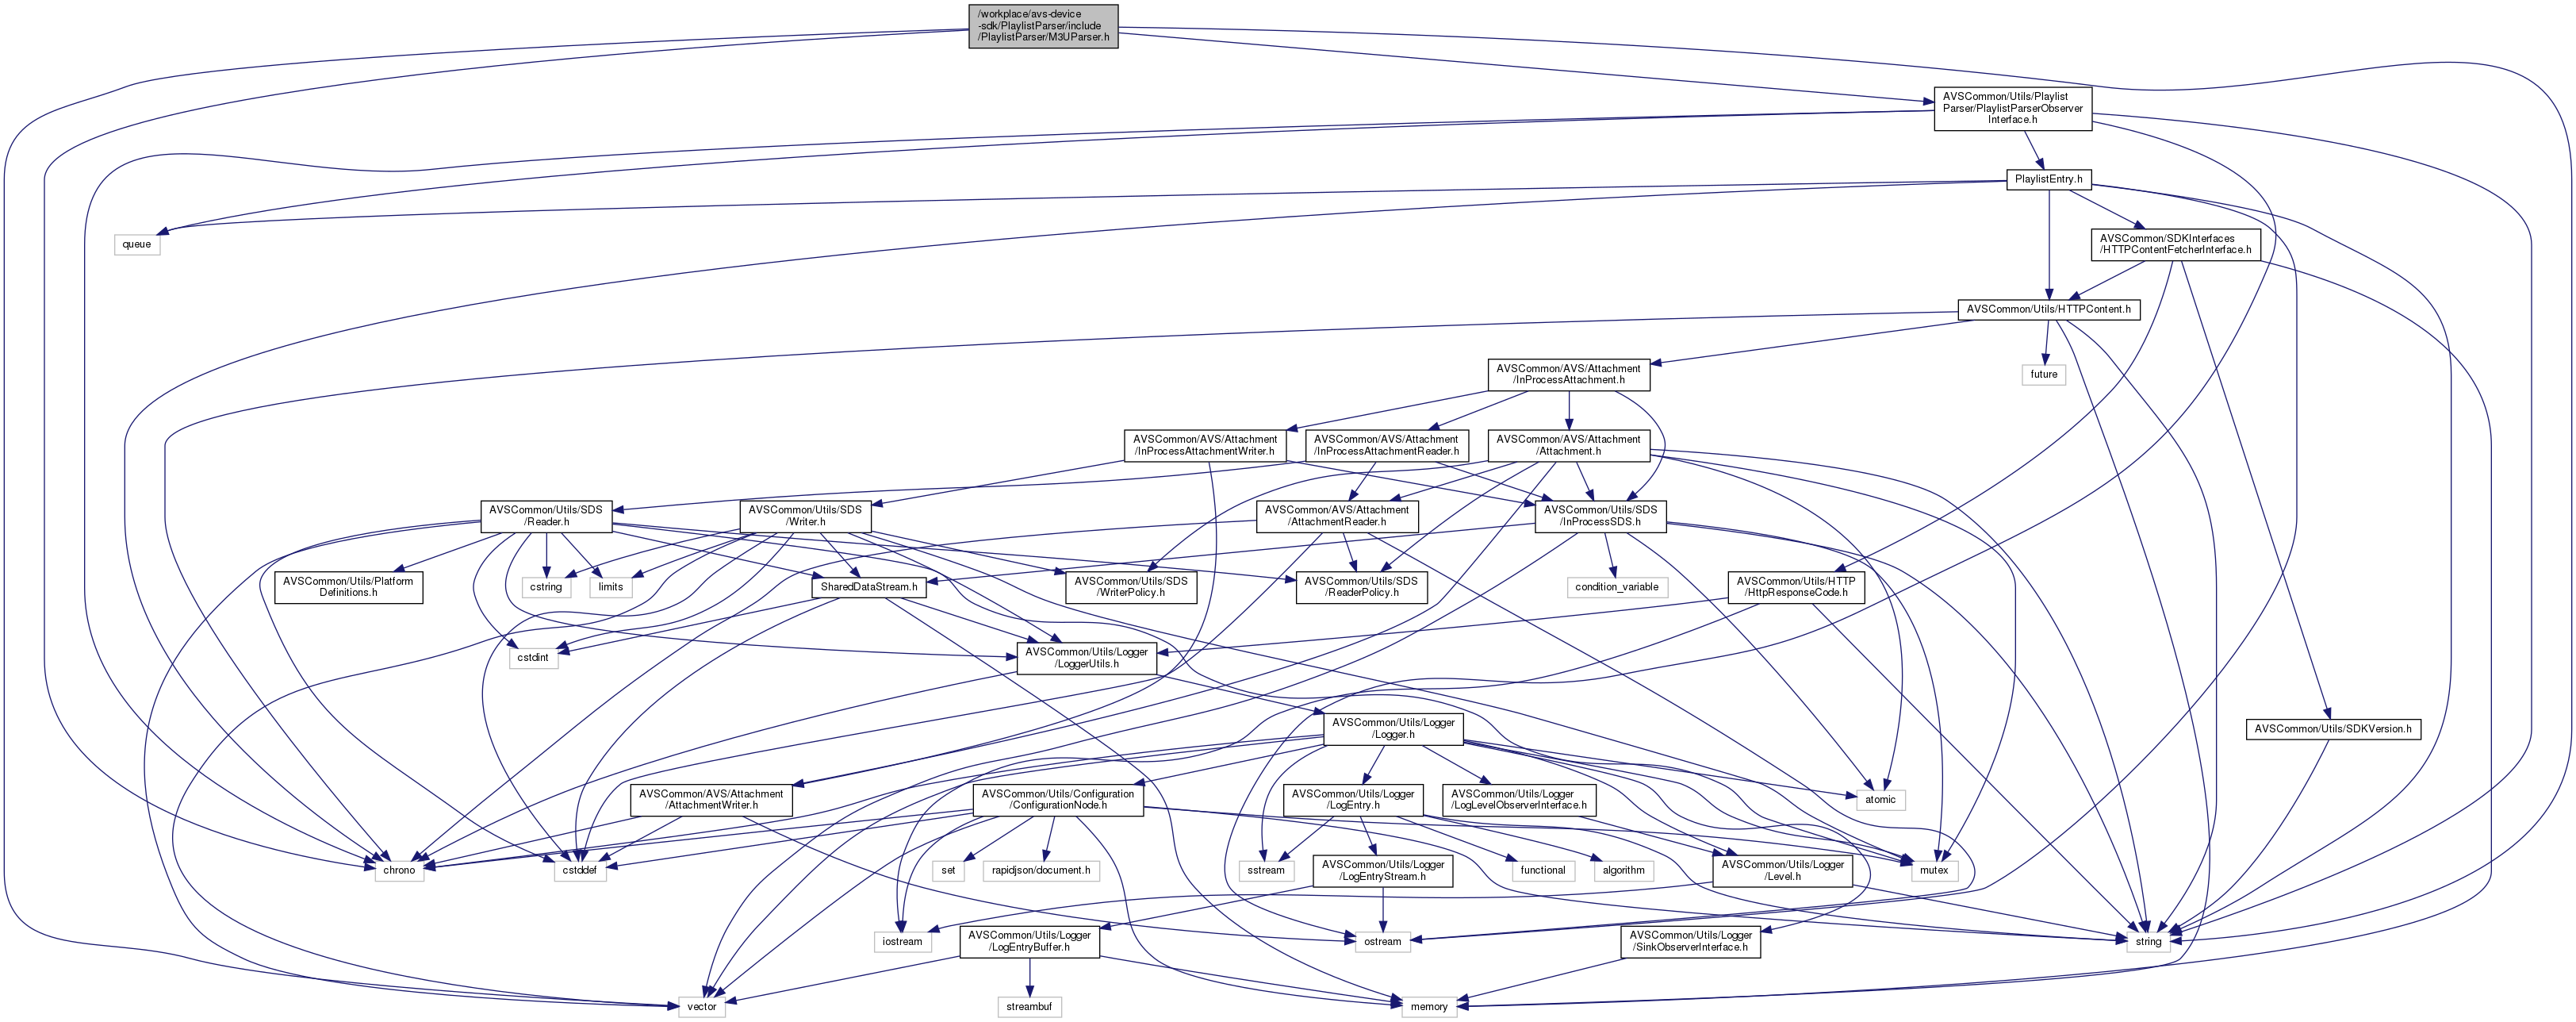 /workplace/avs-device
-sdk/PlaylistParser/include
/PlaylistParser/M3UParser.h
AVSCommon/Utils/Playlist
Parser/PlaylistParserObserver
Interface.h
PlaylistEntry.h
queue
AVSCommon/SDKInterfaces
/HTTPContentFetcherInterface.h
AVSCommon/Utils/HTTPContent.h
AVSCommon/AVS/Attachment
/InProcessAttachment.h
future
AVSCommon/AVS/Attachment
/InProcessAttachmentWriter.h
AVSCommon/AVS/Attachment
/InProcessAttachmentReader.h
AVSCommon/AVS/Attachment
/Attachment.h
AVSCommon/Utils/SDS
/Reader.h
AVSCommon/Utils/SDS
/Writer.h
AVSCommon/AVS/Attachment
/AttachmentReader.h
AVSCommon/Utils/SDS
/InProcessSDS.h
AVSCommon/Utils/Platform
Definitions.h
cstring
limits
SharedDataStream.h
AVSCommon/Utils/SDS
/WriterPolicy.h
AVSCommon/Utils/SDS
/ReaderPolicy.h
condition_variable
AVSCommon/Utils/HTTP
/HttpResponseCode.h
cstdint
AVSCommon/Utils/Logger
/LoggerUtils.h
AVSCommon/Utils/Logger
/Logger.h
AVSCommon/Utils/SDKVersion.h
AVSCommon/AVS/Attachment
/AttachmentWriter.h
AVSCommon/Utils/Configuration
/ConfigurationNode.h
AVSCommon/Utils/Logger
/LogEntry.h
AVSCommon/Utils/Logger
/LogLevelObserverInterface.h
atomic
chrono
cstddef
set
rapidjson/document.h
sstream
AVSCommon/Utils/Logger
/LogEntryStream.h
functional
algorithm
AVSCommon/Utils/Logger
/Level.h
mutex
iostream
AVSCommon/Utils/Logger
/LogEntryBuffer.h
ostream
AVSCommon/Utils/Logger
/SinkObserverInterface.h
string
vector
streambuf
memory